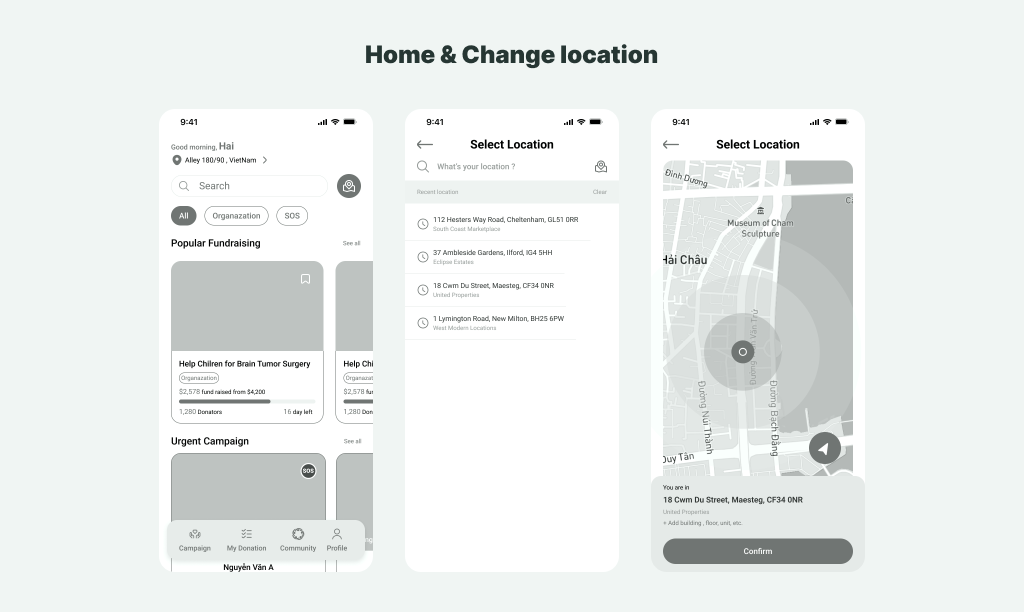 Home & Change location
9:41
Good morning, Hai
Alley 180/90 , VietNam
Search
All
Organazation
SOS
Popular Fundraising
See all
Help Chilren for Brain Tumor Surgery
Organazation
$2,578 fund raised from $4,200
1,280 Donators
16 day left
Help Chil
Organazat
$2,578 fun
1,280 Don
Urgent Campaign
See all
SOS
Campaign
My Donation
Community
Profile
Nguyễn Văn A
9:41
Select Location
What's your location ?
Recent location
Clear
112 Hesters Way Road, Cheltenham, GL51 0RR
South Coast Marketplace
37 Ambleside Gardens, Ilford, IG4 5HH
Eclipse Estates
18 Cwm Du Street, Maesteg, CF34 0NR
United Properties
1 Lymington Road, New Milton, BH25 6PW
West Modern Locations
9:41
Select Location
Đinh Dương
Museum of Cham
Sculpture
Hải Châu
Đường Núi Thành
Đường Bạch Đằng
Duy Tân
You are in
18 Cwm Du Street, Maesteg, CF34 0NR
United Properties
+ Add building , floor, unit, etc.
Confirm